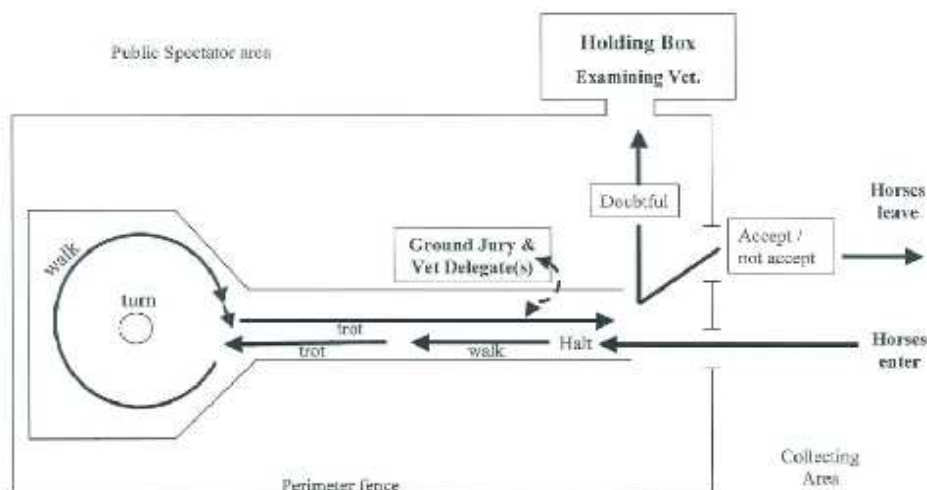 Public Spectator area
Holding Box
Examining Vet.
Doubtful
Horses
leave
Accept /
not accept
Ground Jury &
Vet Delegate(s)
walk
turn
trot
trot
walk
Halt
Horses
enter
Collecting
Area
Perimeter fence